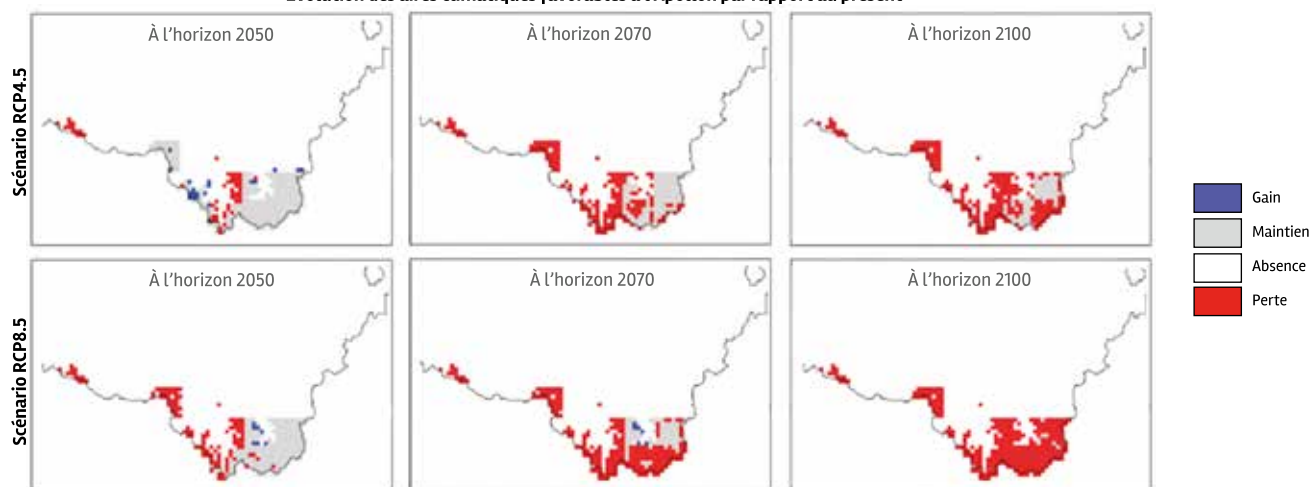 À l'horizon 2050
À l'horizon 2070
À l'horizon 2100
Scénario RCP4.5
À l'horizon 2050
À l'horizon 2070
À l'horizon 2100
Scénario RCP8.5
Gain
Maintien
Absence
Perte